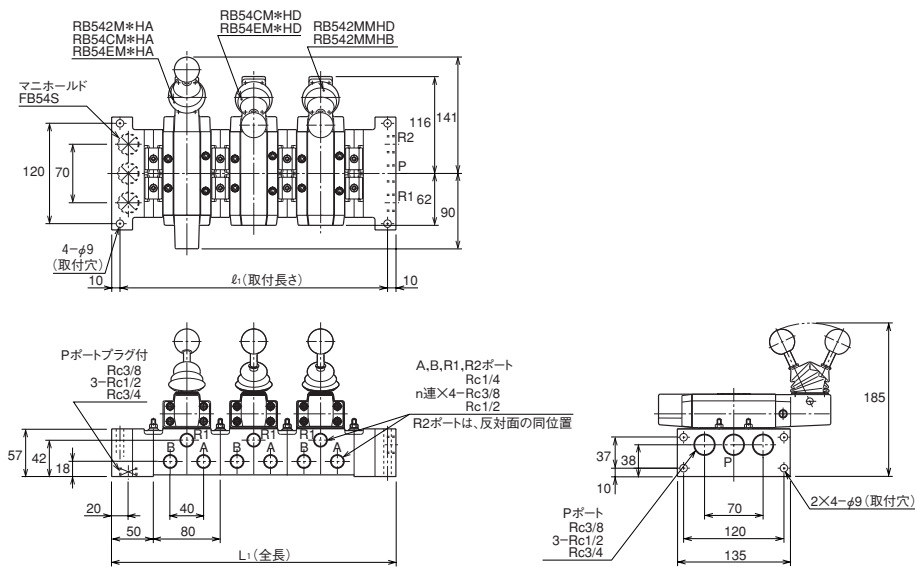 RB542M*HA
RB54CM*HA
RB54EM*HA
RB54CM*HD
RB54EM*HD
RB542MMHD
RB542MMHB
マニホールド
FB54S
120
70
R2
P
R1
116
141
62
90
4-φ9
(取付穴)
10
ℓ1(取付長さ)
10
Pポートプラグ付
Rc3/8
3-Rc1/2
Rc3/4
A,B,R1,R2ポート
Rc1/4
n連×4-Rc3/8
Rc1/2
R2ポートは、反対面の同位置
R1
R1
R1
B
A
B
A
B
A
57
42
18
20
50
40
80
L1(全長)
185
37
38
10
P
70
120
135
Pポート
Rc3/8
3-Rc1/2
Rc3/4
2×4-φ9(取付穴)